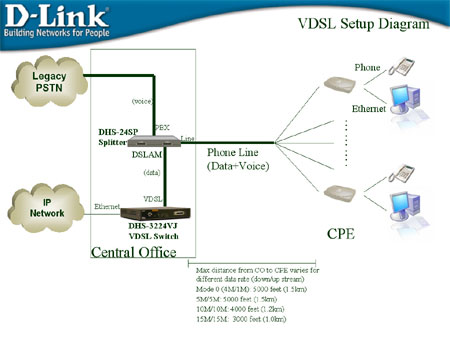 D-Link
Building Networks for People
VDSL Setup Diagram
Legacy
PSTN
(voice)
PBX
DHS-24SP
Splitter
Line
DSLAM
(data)
Phone Line
(Data+Voice)
Phone
Ethernet
IP
Network
Ethernet
VDSL
DHS-3224VJ
VDSL Switch
Central Office
CPE
Max distance from CO to CPE varies for
different data rate (down/up stream)
Mode 0 (4M/1M): 5000 feet (1.5km)
5M/5M: 5000 feet (1.5km)
10M/10M: 4000 feet (1.2km)
15M/15M: 3000 feet (1.0km)